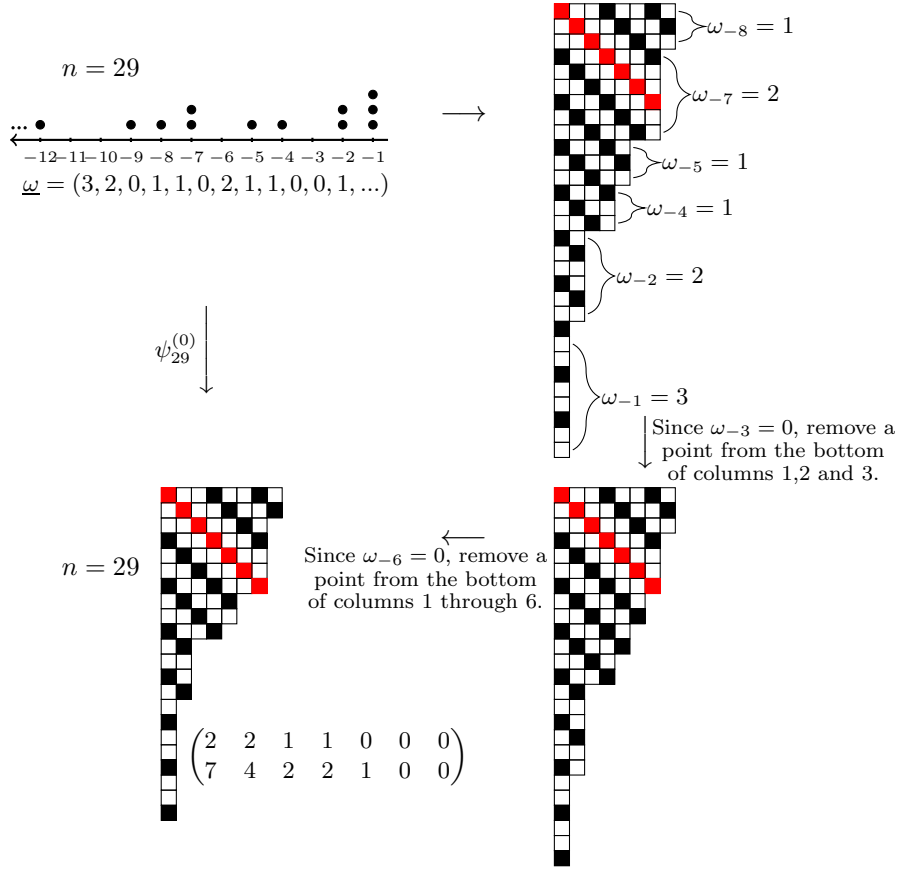 n = 29
...
−12 −11 −10 −9 −8 −7 −6 −5 −4 −3 −2 −1
ω = (3, 2, 0, 1, 1, 0, 2, 1, 1, 0, 0, 1, ...)
ω₋₈ = 1
ω₋₇ = 2
ω₋₅ = 1
ω₋₄ = 1
ω₋₂ = 2
ω₋₁ = 3
ψ₂₉⁽⁰⁾
Since ω₋₃ = 0, remove a
point from the bottom
of columns 1,2 and 3.
Since ω₋₆ = 0, remove a
point from the bottom
of columns 1 through 6.
n = 29
2 2 1 1 0 0 0
7 4 2 2 1 0 0